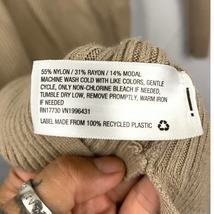 55% NYLON / 31% RAYON / 14% MODAL
MACHINE WASH COLD WITH LIKE COLORS, GENTLE
CYCLE, ONLY NON-CHLORINE BLEACH IF NEEDED,
TUMBLE DRY LOW, REMOVE PROMPTLY, WARM IRON
IF NEEDED
RN17730 VN1996431
LABEL MADE FROM 100% RECYCLED PLASTIC